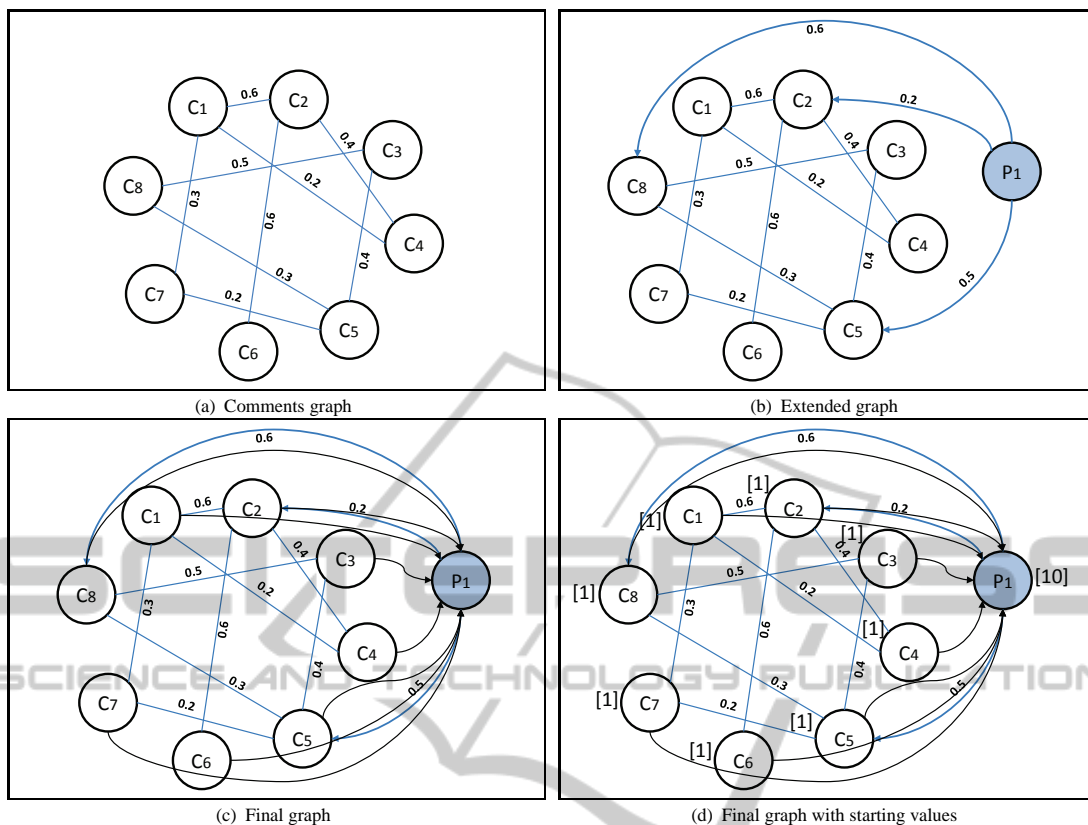 C1
C2
C3
C4
C5
C6
C7
C8
0.6
0.4
0.5
0.2
0.3
0.6
0.4
0.3
0.2
(a) Comments graph
C1
C2
C3
C4
C5
C6
C7
C8
P1
0.6
0.2
0.6
0.4
0.5
0.2
0.3
0.6
0.4
0.3
0.2
0.5
(b) Extended graph
C1
C2
C3
C4
C5
C6
C7
C8
P1
0.6
0.2
0.6
0.4
0.5
0.2
0.3
0.6
0.4
0.3
0.2
0.5
(c) Final graph
[1] C1
[1] C2
[1] C3
[1] C4
[1] C5
[1] C6
[1] C7
[1] C8
P1 [10]
0.6
0.2
0.6
0.4
0.5
0.2
0.3
0.6
0.4
0.3
0.2
0.5
(d) Final graph with starting values
SCITEPRESS
SCIENCE AND TECHNOLOGY PUBLICATIONS